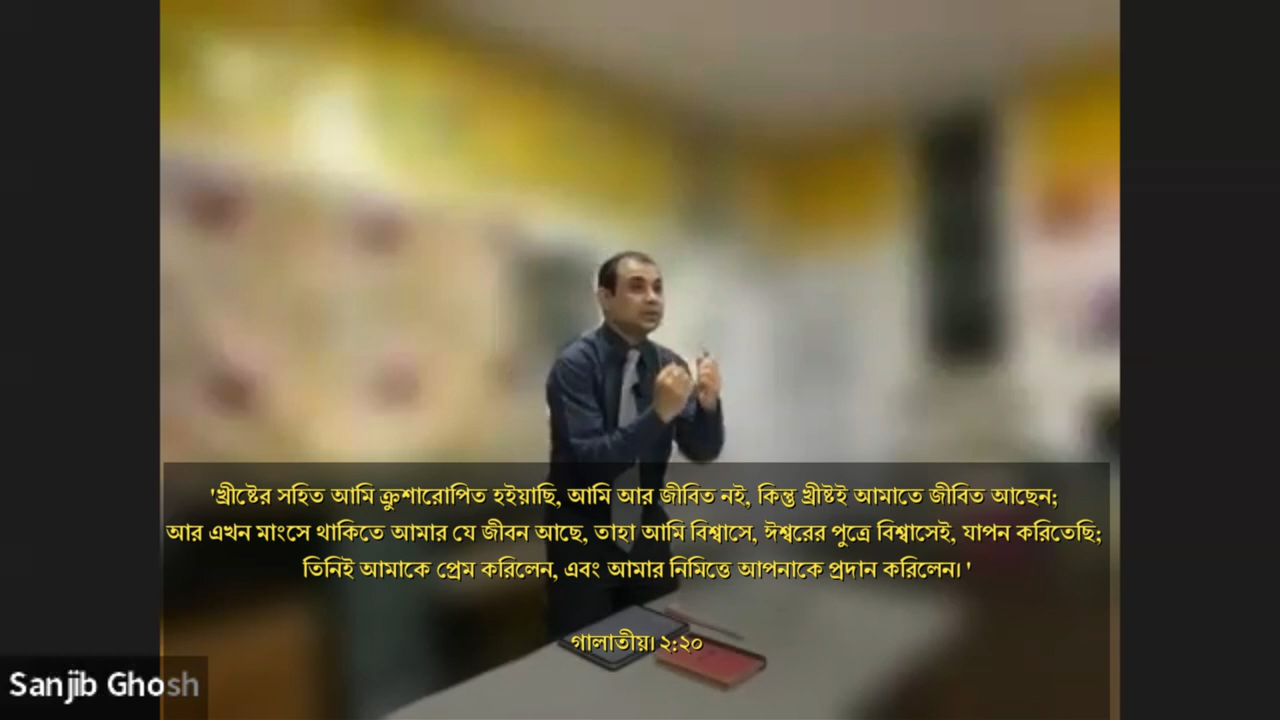 'খ্রীষ্টের সহিত আমি ক্রুশারোপিত হইয়াছি, আমি আর জীবিত নই, কিন্তু খ্রীষ্টই আমাতে জীবিত আছেন;
আর এখন মাংসে থাকিতে আমার যে জীবন আছে, তাহা আমি বিশ্বাসে, ঈশ্বরের পুত্রে বিশ্বাসেই, যাপন করিতেছি;
তিনিই আমাকে প্রেম করিলেন, এবং আমার নিমিত্তে আপনাকে প্রদান করিলেন।'
গালাতীয়। ২:২০
Sanjib Ghosh